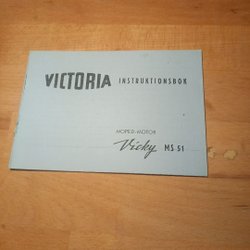 VICTORIA INSTRUKTIONSBOK
MOPED-MOTOR
Vicky MS 51